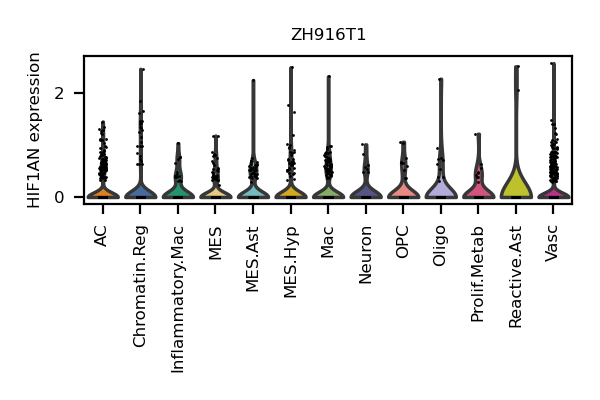 ZH916T1
HIF1AN expression
2
0
AC
Chromatin.Reg
Inflammatory.Mac
MES
MES.Ast
MES.Hyp
Mac
Neuron
OPC
Oligo
Prolif.Metab
Reactive.Ast
Vasc